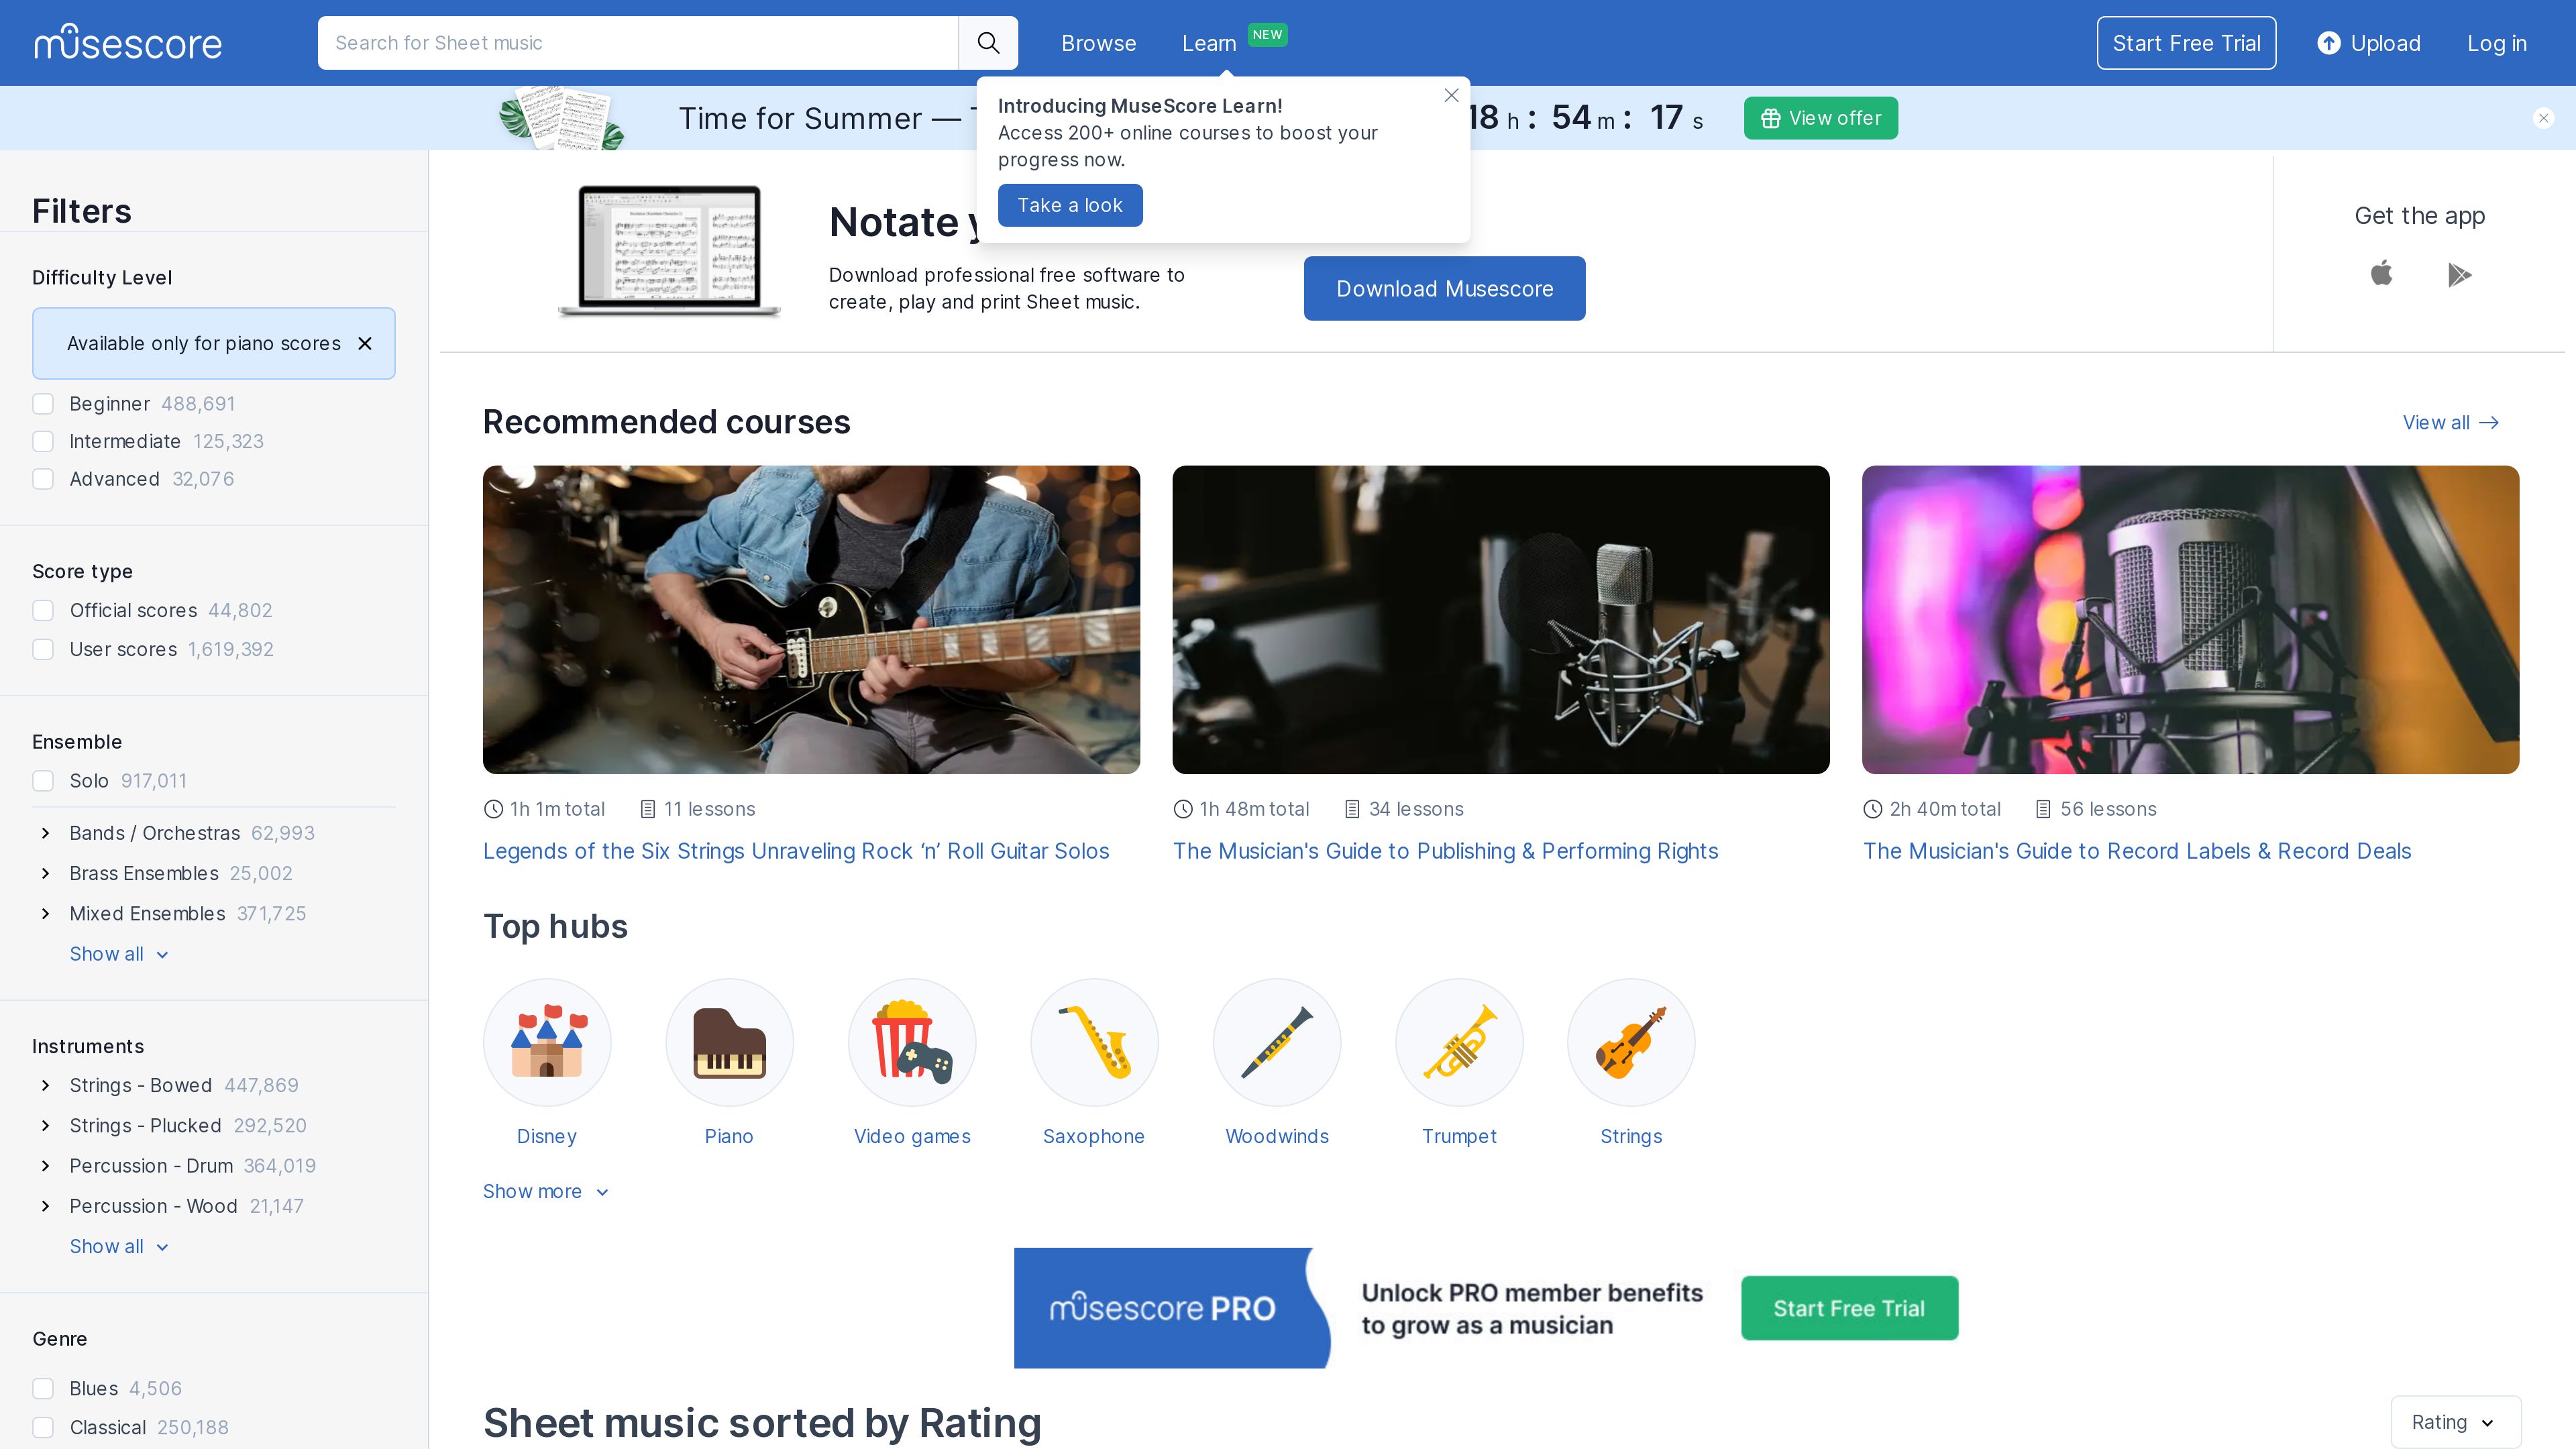 musescore
Search for Sheet music
Browse
Learn
NEW
Start Free Trial
Upload
Log in
Time for Summer —
18 h : 54 m : 17 s
View offer
Introducing MuseScore Learn!
Access 200+ online courses to boost your
progress now.
Take a look
Notate
Download professional free software to
create, play and print Sheet music.
Download Musescore
Get the app
Filters
Difficulty Level
Available only for piano scores
Beginner 488,691
Intermediate 125,323
Advanced 32,076
Score type
Official scores 44,802
User scores 1,619,392
Ensemble
Solo 917,011
Bands / Orchestras 62,993
Brass Ensembles 25,002
Mixed Ensembles 371,725
Show all
Instruments
Strings - Bowed 447,869
Strings - Plucked 292,520
Percussion - Drum 364,019
Percussion - Wood 21,147
Show all
Genre
Blues 4,506
Classical 250,188
Recommended courses
View all
1h 1m total 11 lessons
Legends of the Six Strings Unraveling Rock ‘n’ Roll Guitar Solos
1h 48m total 34 lessons
The Musician's Guide to Publishing & Performing Rights
2h 40m total 56 lessons
The Musician's Guide to Record Labels & Record Deals
Top hubs
Disney
Piano
Video games
Saxophone
Woodwinds
Trumpet
Strings
Show more
musescore PRO
Unlock PRO member benefits
to grow as a musician
Start Free Trial
Sheet music sorted by Rating
Rating